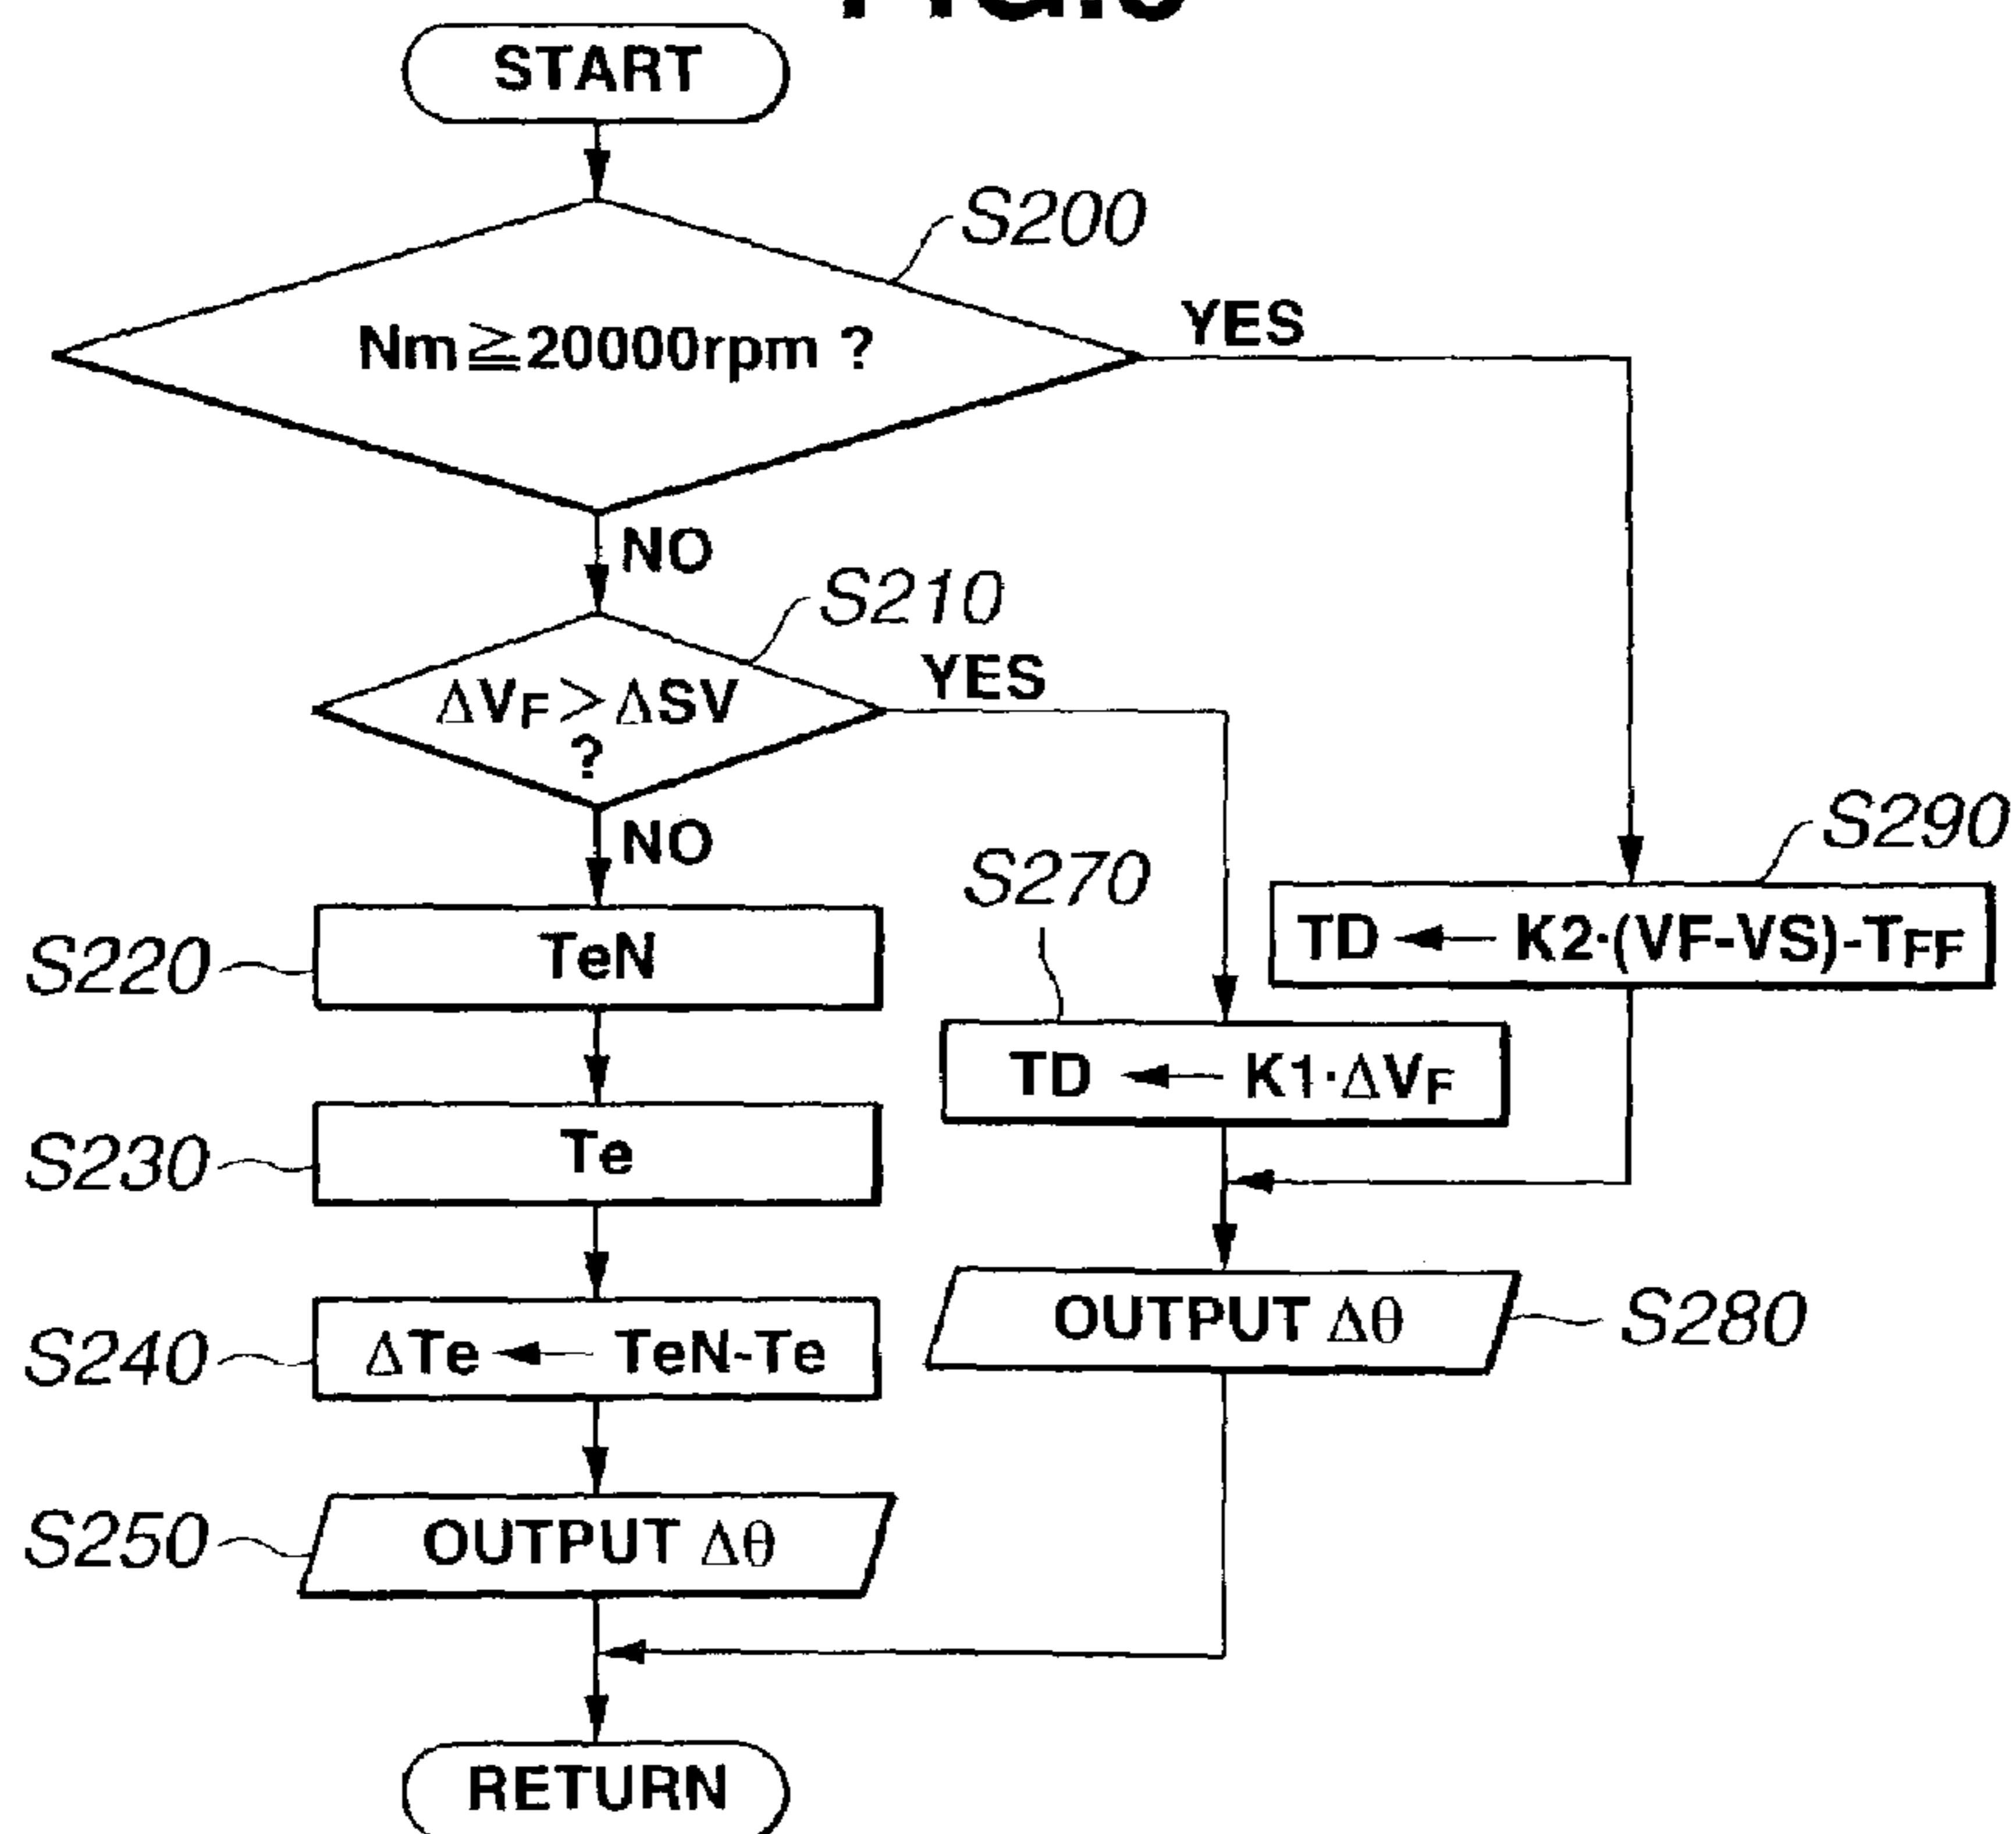 START
S200
Nm≧20000rpm ?
YES
NO
S210
ΔVF>ΔSV
?
YES
NO
S290
S270
TD ← K2·(VF-VS)-TFF
S220
TeN
TD ← K1·ΔVF
S230
Te
OUTPUT Δθ
S280
S240
ΔTe ← TeN-Te
S250
OUTPUT Δθ
RETURN